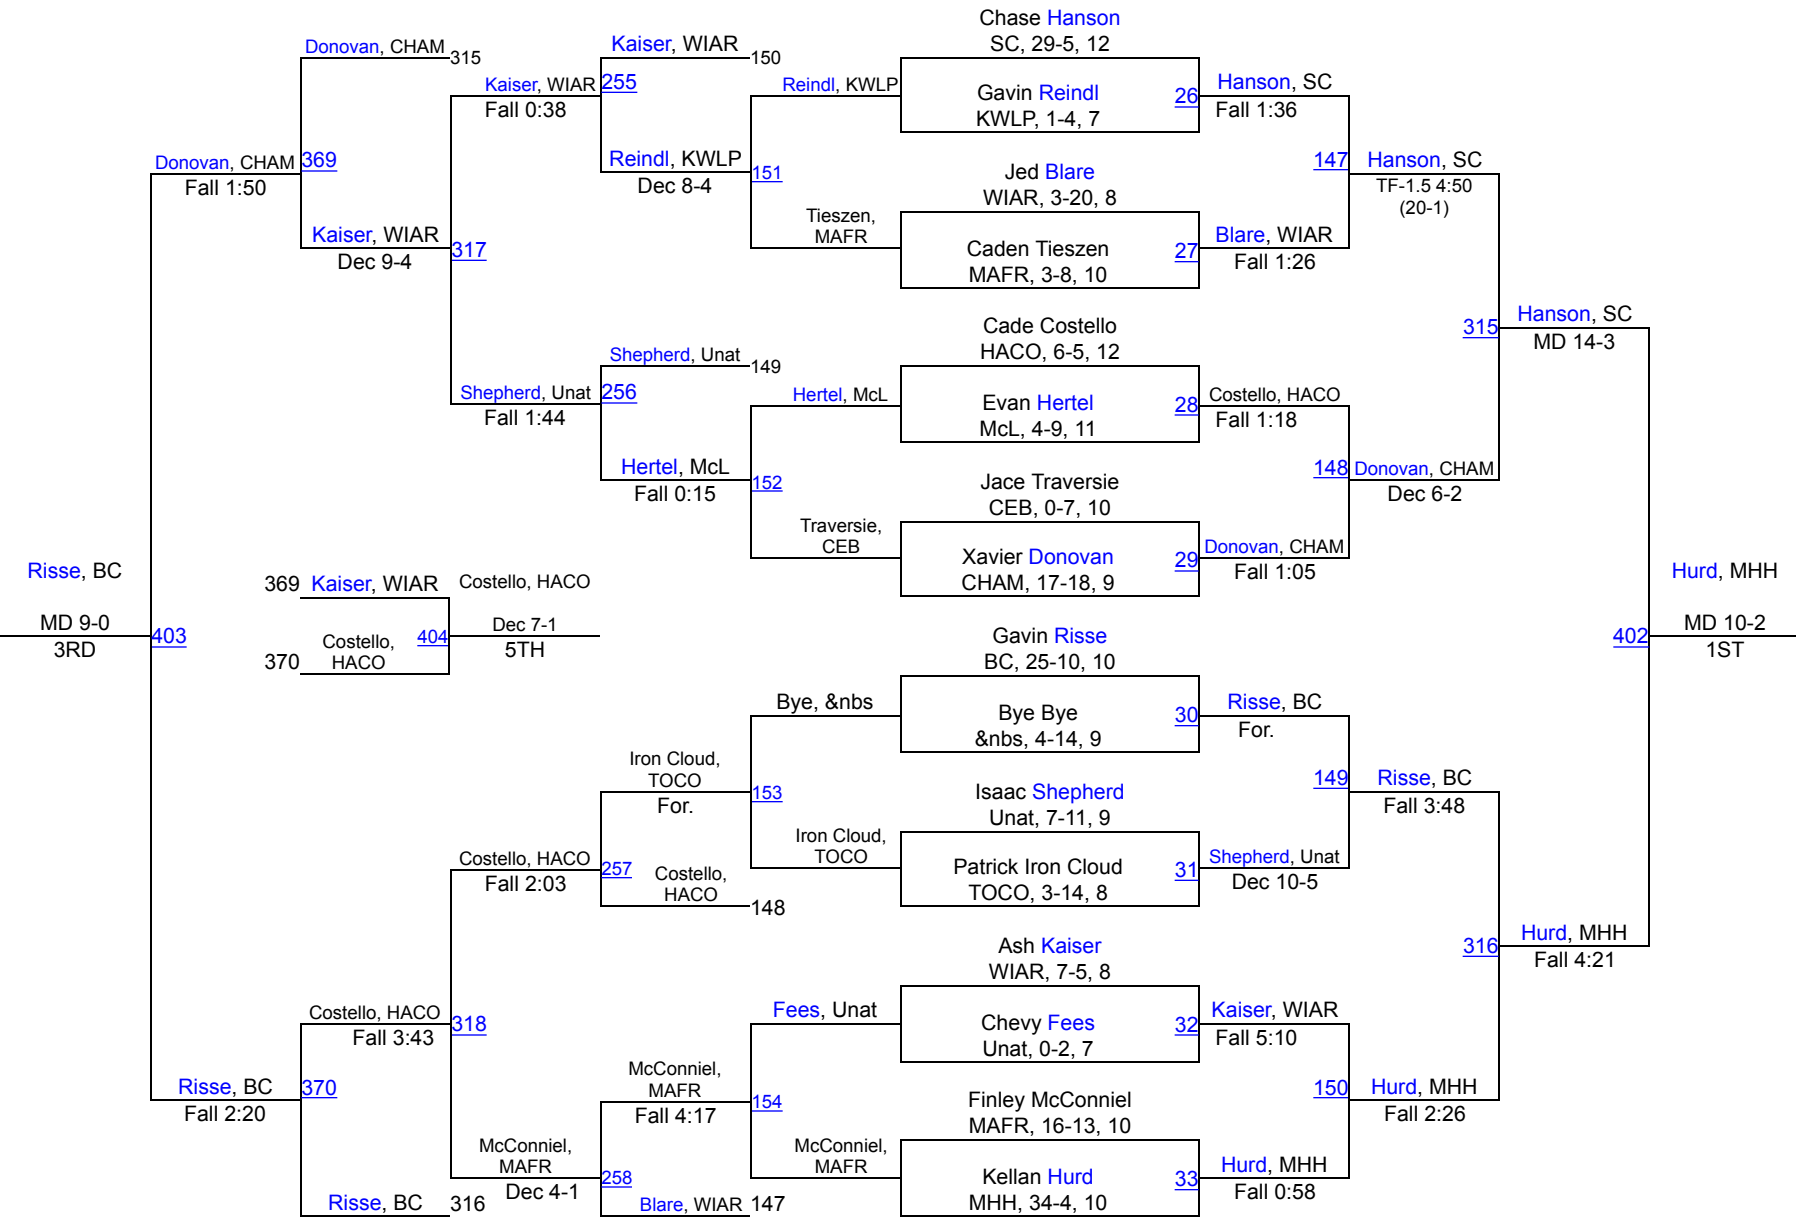 Chase Hanson
SC, 29-5, 12
Donovan, CHAM
315
Kaiser, WIAR
150
Kaiser, WIAR
255
Fall 0:38
Reindl, KWLP
Gavin Reindl
KWLP, 1-4, 7
26
Hanson, SC
Fall 1:36
Donovan, CHAM
369
Fall 1:50
Reindl, KWLP
151
Dec 8-4
Jed Blare
WIAR, 3-20, 8
147
Hanson, SC
TF-1.5 4:50
(20-1)
Kaiser, WIAR
317
Dec 9-4
Tieszen,
MAFR
Caden Tieszen
MAFR, 3-8, 10
27
Blare, WIAR
Fall 1:26
Cade Costello
HACO, 6-5, 12
315
Hanson, SC
MD 14-3
Shepherd, Unat
149
Shepherd, Unat
256
Fall 1:44
Hertel, McL
Evan Hertel
McL, 4-9, 11
28
Costello, HACO
Fall 1:18
Hertel, McL
152
Fall 0:15
Jace Traversie
CEB, 0-7, 10
148
Donovan, CHAM
Dec 6-2
Traversie,
CEB
Xavier Donovan
CHAM, 17-18, 9
29
Donovan, CHAM
Fall 1:05
Risse, BC
MD 9-0
3RD
403
369
Kaiser, WIAR
Costello, HACO
370
Costello,
HACO
404
Dec 7-1
5TH
Hurd, MHH
402
MD 10-2
1ST
Gavin Risse
BC, 25-10, 10
Bye, &nbs
Bye Bye
&nbs, 4-14, 9
30
Risse, BC
For.
Iron Cloud,
TOCO
For.
153
Isaac Shepherd
Unat, 7-11, 9
149
Risse, BC
Fall 3:48
Iron Cloud,
TOCO
Patrick Iron Cloud
TOCO, 3-14, 8
31
Shepherd, Unat
Dec 10-5
Costello, HACO
257
Fall 2:03
Costello,
HACO
148
Ash Kaiser
WIAR, 7-5, 8
316
Hurd, MHH
Fall 4:21
Costello, HACO
318
Fall 3:43
Fees, Unat
Chevy Fees
Unat, 0-2, 7
32
Kaiser, WIAR
Fall 5:10
Risse, BC
370
Fall 2:20
McConniel,
MAFR
154
Fall 4:17
Finley McConniel
MAFR, 16-13, 10
150
Hurd, MHH
Fall 2:26
McConniel,
MAFR
258
Dec 4-1
McConniel,
MAFR
Kellan Hurd
MHH, 34-4, 10
33
Hurd, MHH
Fall 0:58
Risse, BC
316
Blare, WIAR
147